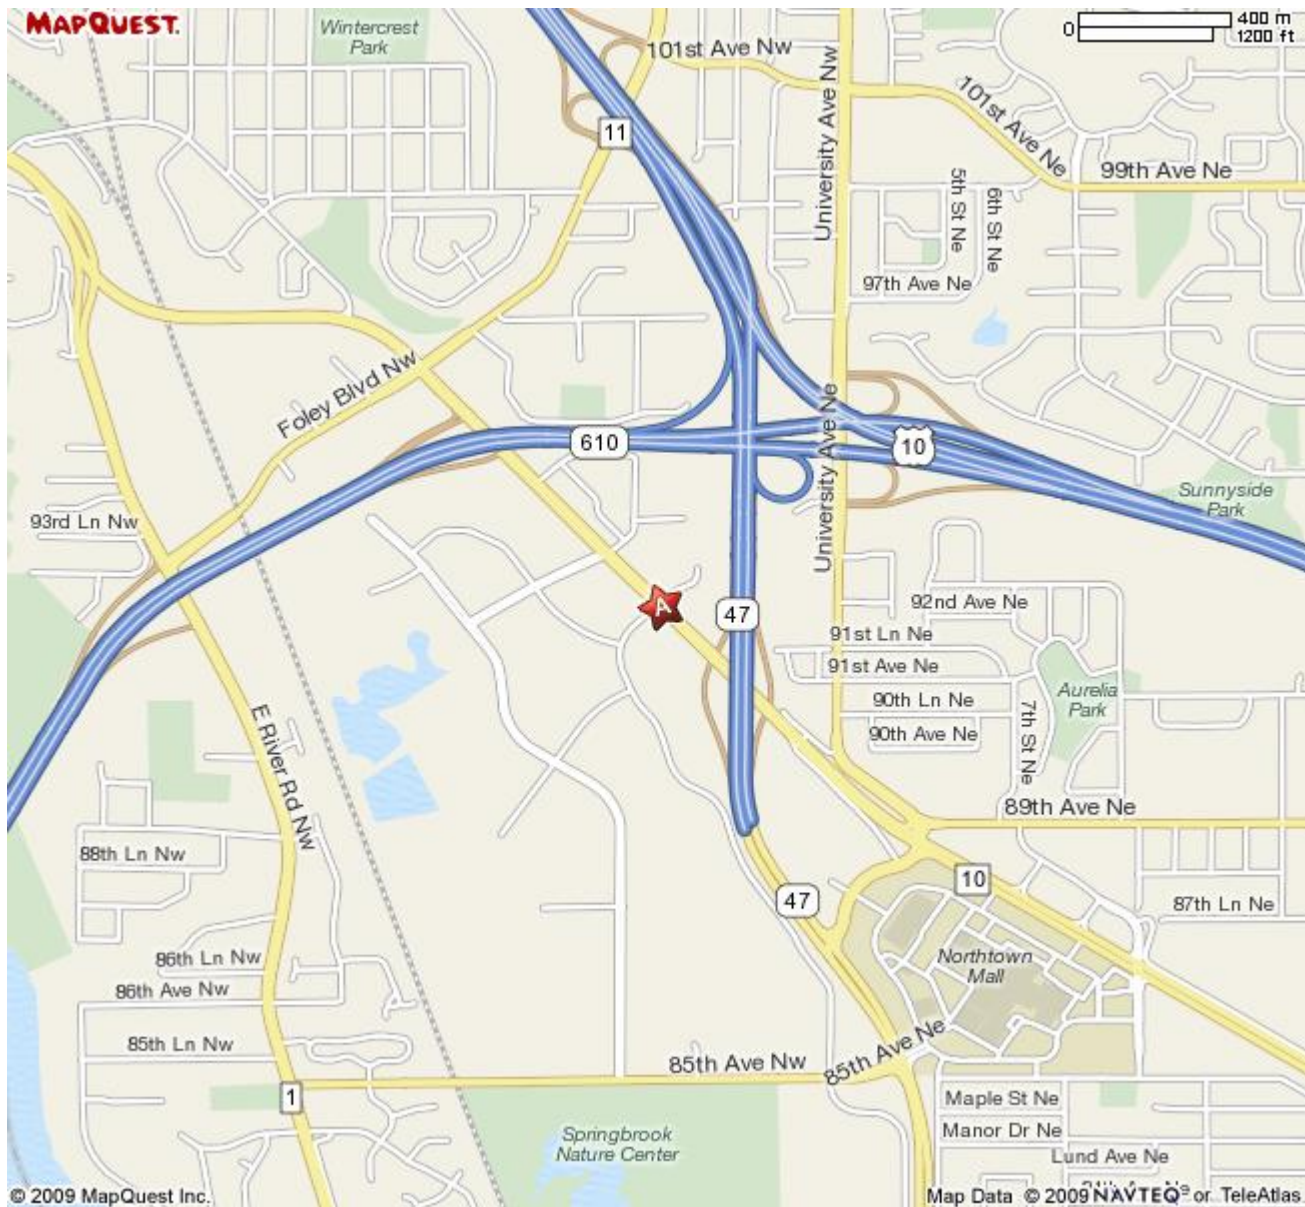 MAPQUEST.
Wintercrest
Park
0
400 m
1200 ft
101st Ave Nw
University Ave Nw
101st Ave Ne
11
99th Ave Ne
5th St Ne
6th St Ne
97th Ave Ne
Foley Blvd Nw
University Ave Ne
610
10
Sunnyside
Park
93rd Ln Nw
A
47
92nd Ave Ne
91st Ln Ne
91st Ave Ne
Aurelia
Park
90th Ln Ne
7th St Ne
90th Ave Ne
E River Rd Nw
89th Ave Ne
88th Ln Nw
10
47
87th Ln Ne
Northtown
Mall
86th Ln Nw
86th Ave Nw
85th Ln Nw
85th Ave Nw
85th Ave Ne
1
Maple St Ne
Manor Dr Ne
Springbrook
Nature Center
Lund Ave Ne
© 2009 MapQuest Inc.
Map Data © 2009 NAVTEQ or TeleAtlas